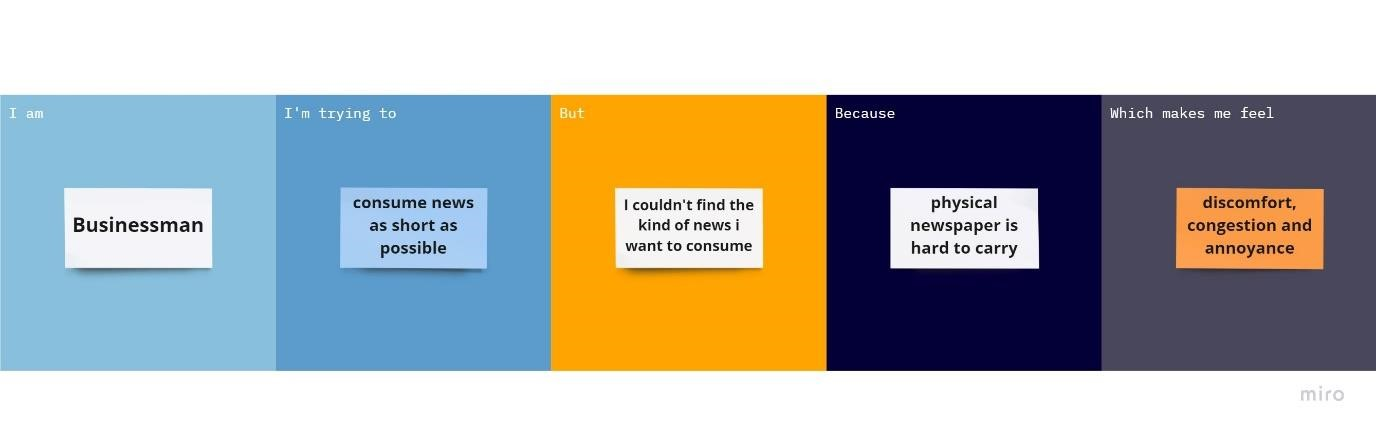 I am
Businessman
I'm trying to
consume news
as short as
possible
But
I couldn't find the
kind of news i
want to consume
Because
physical
newspaper is
hard to carry
Which makes me feel
discomfort,
congestion and
annoyance
miro